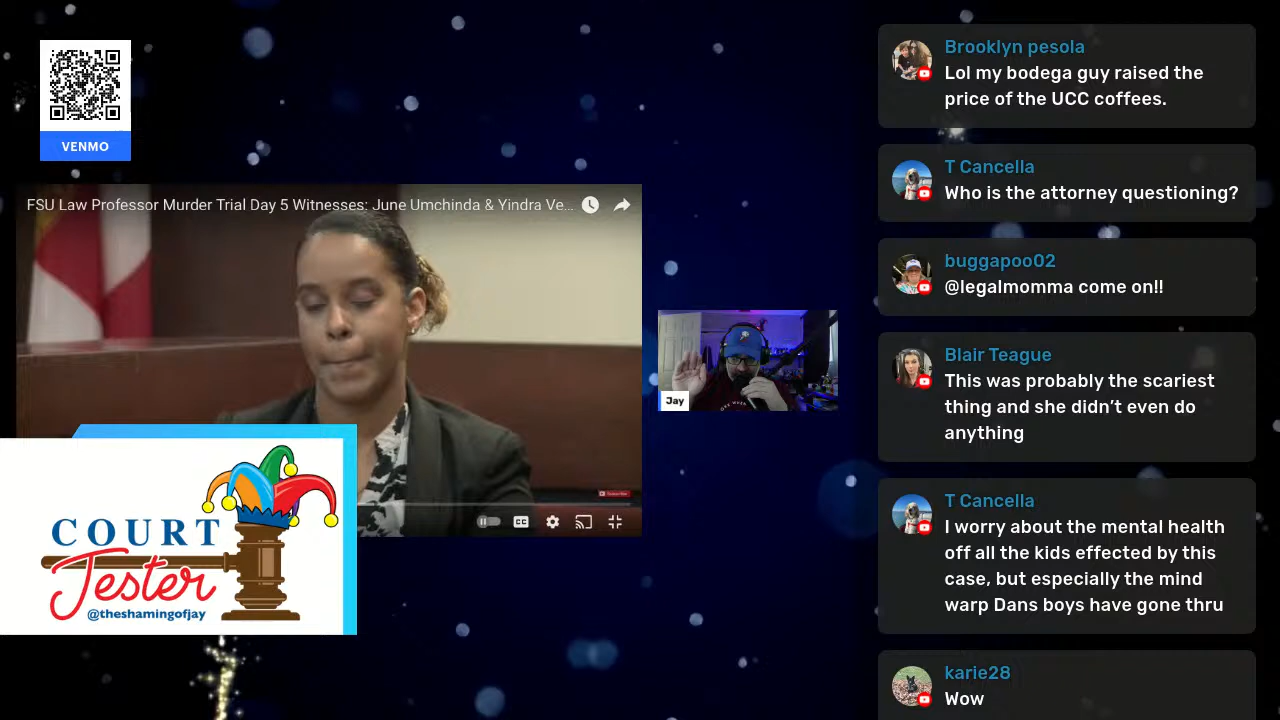 VENMO
FSU Law Professor Murder Trial Day 5 Witnesses: June Umchinda & Yindra Ve...
CC
Jay
COURT
Jester
@theshamingofjay
Brooklyn pesola
Lol my bodega guy raised the
price of the UCC coffees.
T Cancella
Who is the attorney questioning?
buggapoo02
@legalmomma come on!!
Blair Teague
This was probably the scariest
thing and she didn’t even do
anything
T Cancella
I worry about the mental health
off all the kids effected by this
case, but especially the mind
warp Dans boys have gone thru
karie28
Wow